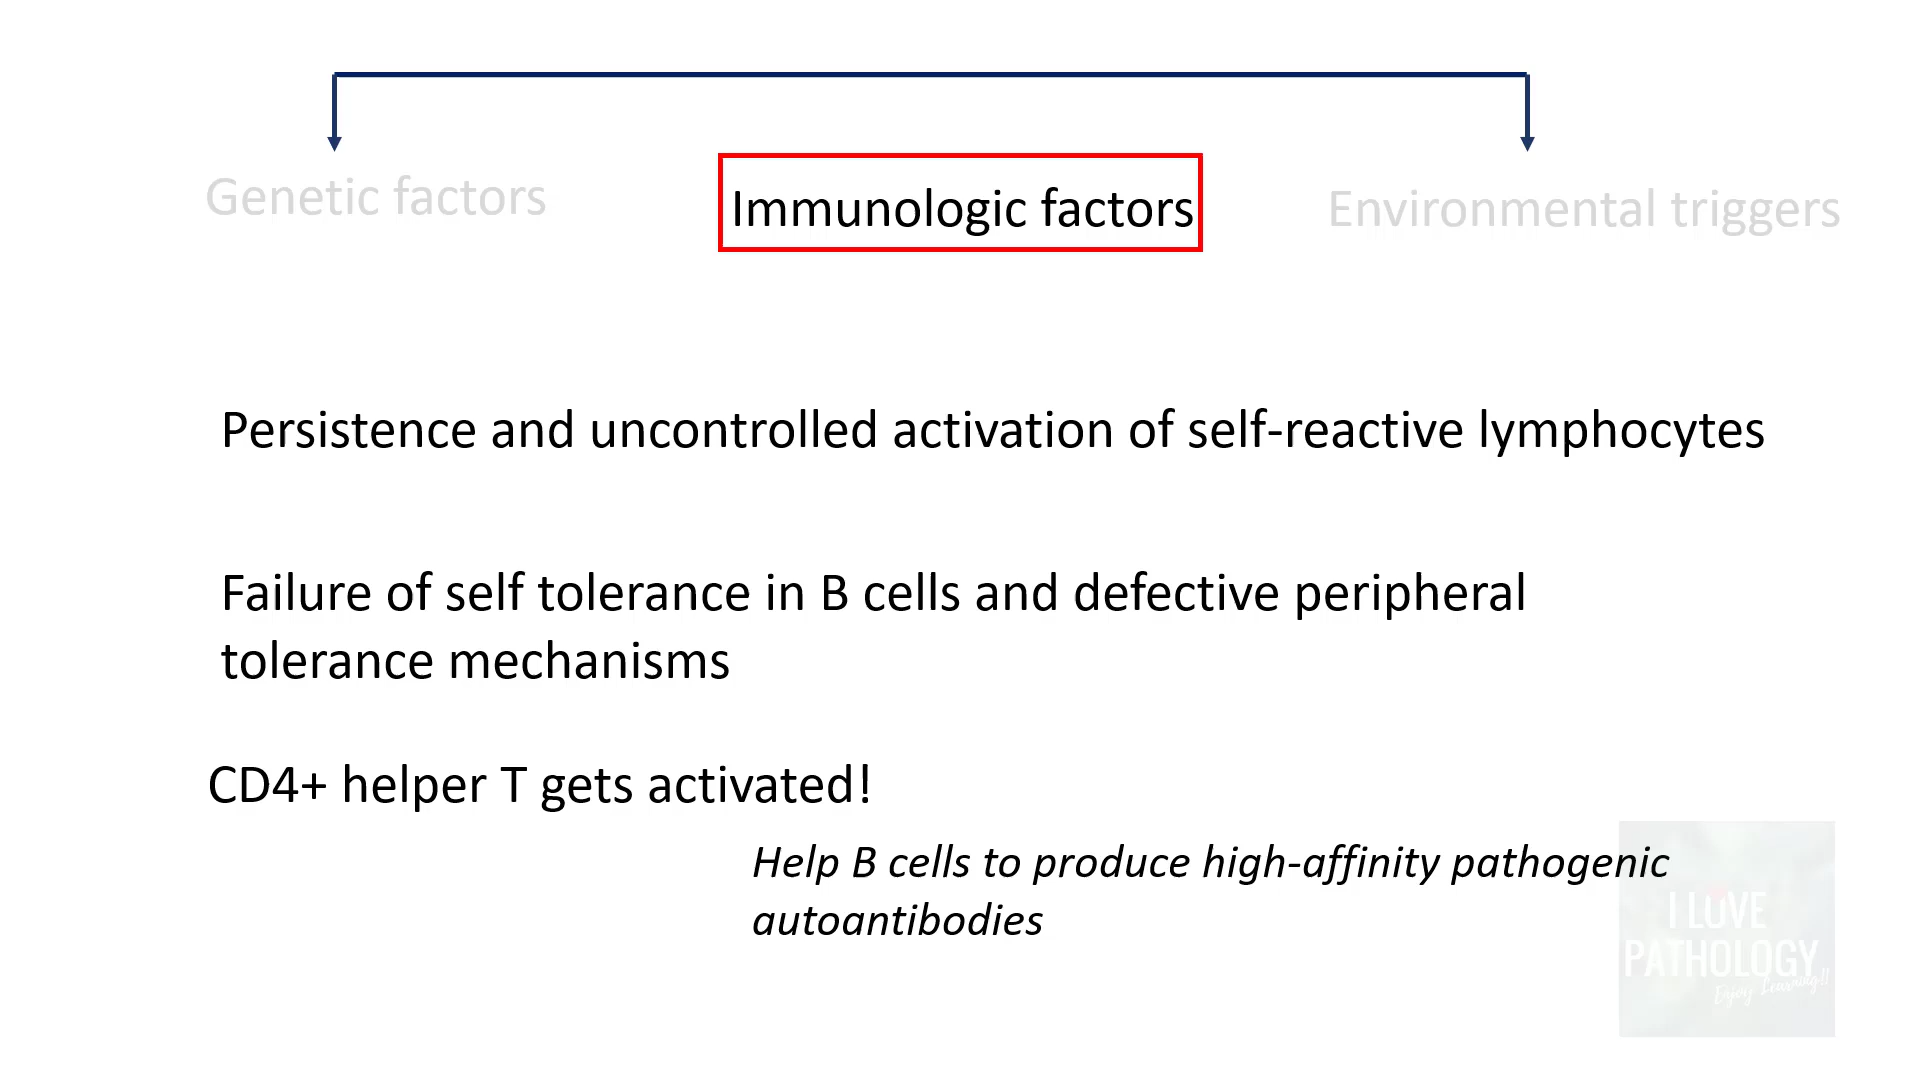 Genetic factors
Immunologic factors
Environmental triggers
Persistence and uncontrolled activation of self-reactive lymphocytes
Failure of self tolerance in B cells and defective peripheral
tolerance mechanisms
CD4+ helper T gets activated!
Help B cells to produce high-affinity pathogenic
autoantibodies
I LOVE
PATHOLOGY
Enjoy Learning!!